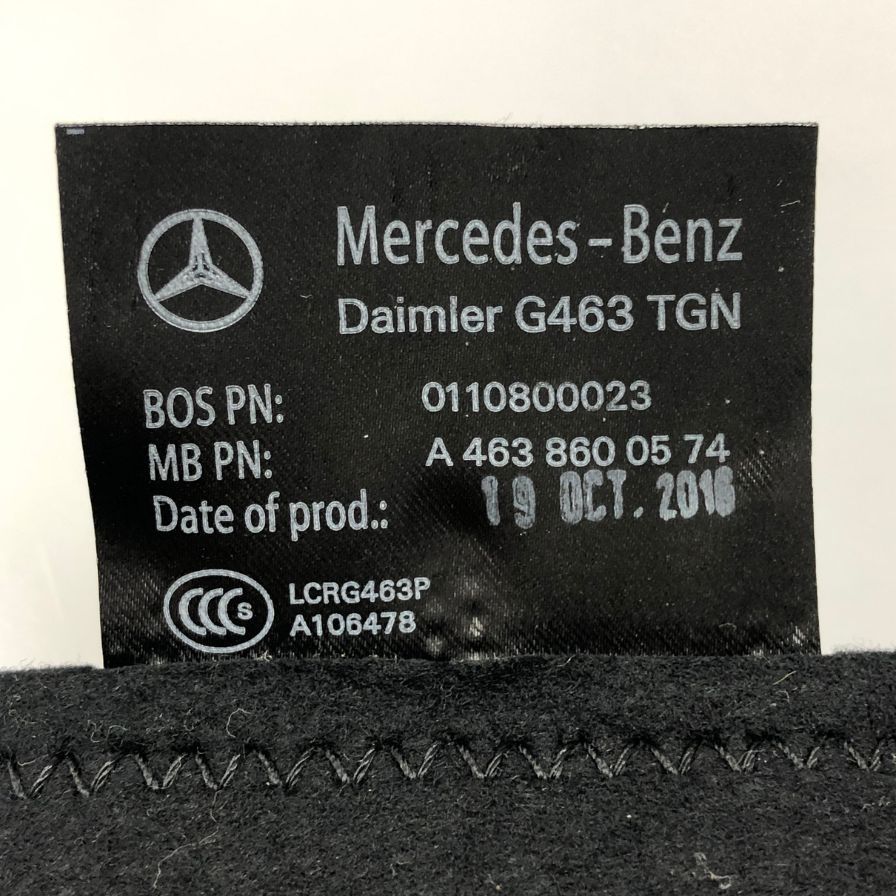 Mercedes-Benz
Daimler G463 TGN
BOS PN: 0110800023
MB PN: A 463 860 05 74
Date of prod.: 19 OCT. 2016
CCC S
LCRG463P
A106478